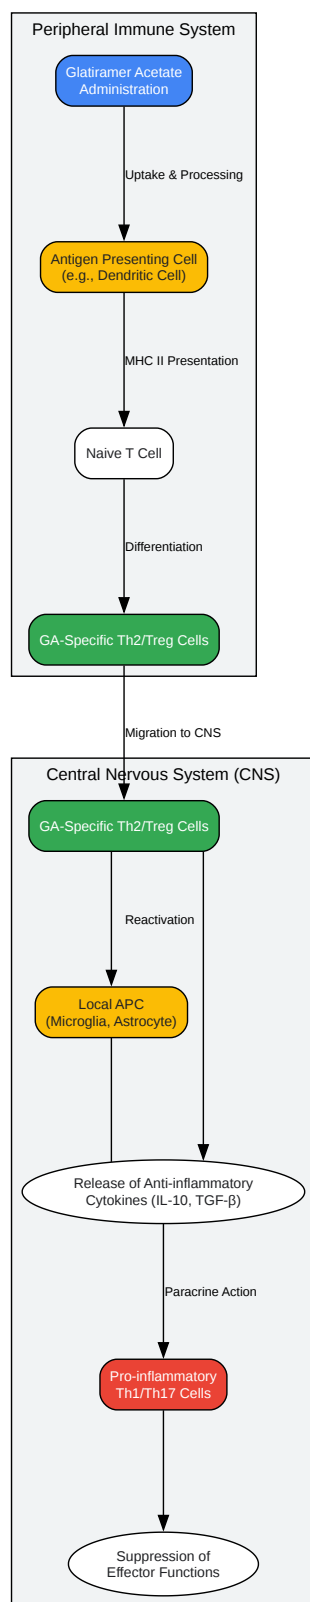 Peripheral Immune System
Glatiramer Acetate
Administration
Uptake & Processing
Antigen Presenting Cell
(e.g., Dendritic Cell)
MHC II Presentation
Naive T Cell
Differentiation
GA-Specific Th2/Treg Cells
Migration to CNS
Central Nervous System (CNS)
GA-Specific Th2/Treg Cells
Reactivation
Local APC
(Microglia, Astrocyte)
Release of Anti-inflammatory
Cytokines (IL-10, TGF-β)
Paracrine Action
Pro-inflammatory
Th1/Th17 Cells
Suppression of
Effector Functions